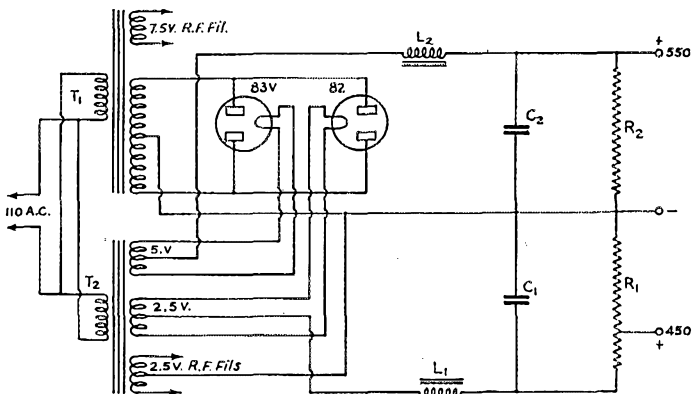 7.5V. R.F. Fil.
L2
+
550
83V
82
T1
C2
R2
110 A.C.
-
5.V
T2
2.5V.
C1
R1
450
+
2.5V. R.F. Fils
L1